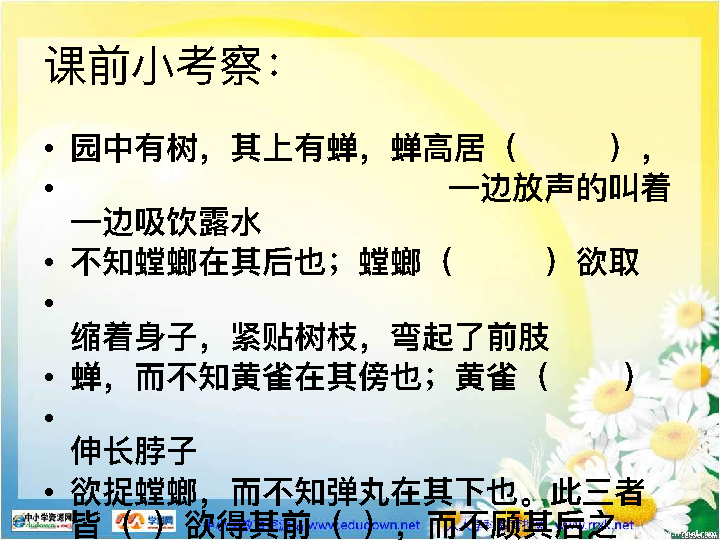 课前小考察：
• 园中有树，其上有蝉，蝉高居（　　　），
• 一边放声的叫着
一边吸饮露水
• 不知螳螂在其后也；螳螂（　　　）欲取
•
缩着身子，紧贴树枝，弯起了前肢
• 蝉，而不知黄雀在其傍也；黄雀（　　）
•
伸长脖子
• 欲捉螳螂，而不知弹丸在其下也。此三者
皆（ ）欲得其前（ ），而不顾其后之
中小学资源网
学科网
www.edudown.net